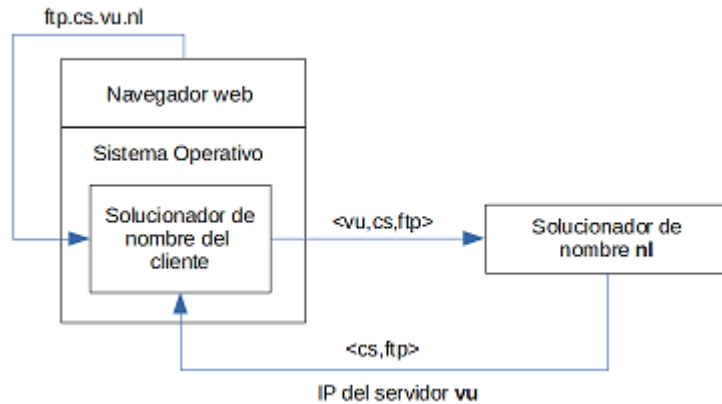 ftp.cs.vu.nl
Navegador web
Sistema Operativo
Solucionador de
nombre del
cliente
<vu,cs,ftp>
Solucionador de
nombre nl
<cs,ftp>
IP del servidor vu